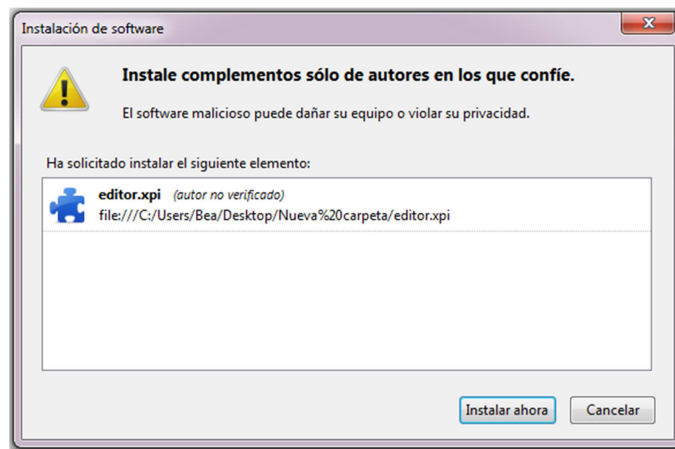 Instalación de software
Instale complementos sólo de autores en los que confíe.
El software malicioso puede dañar su equipo o violar su privacidad.
Ha solicitado instalar el siguiente elemento:
editor.xpi (autor no verificado)
file:///C:/Users/Bea/Desktop/Nueva%20carpeta/editor.xpi
Instalar ahora Cancelar